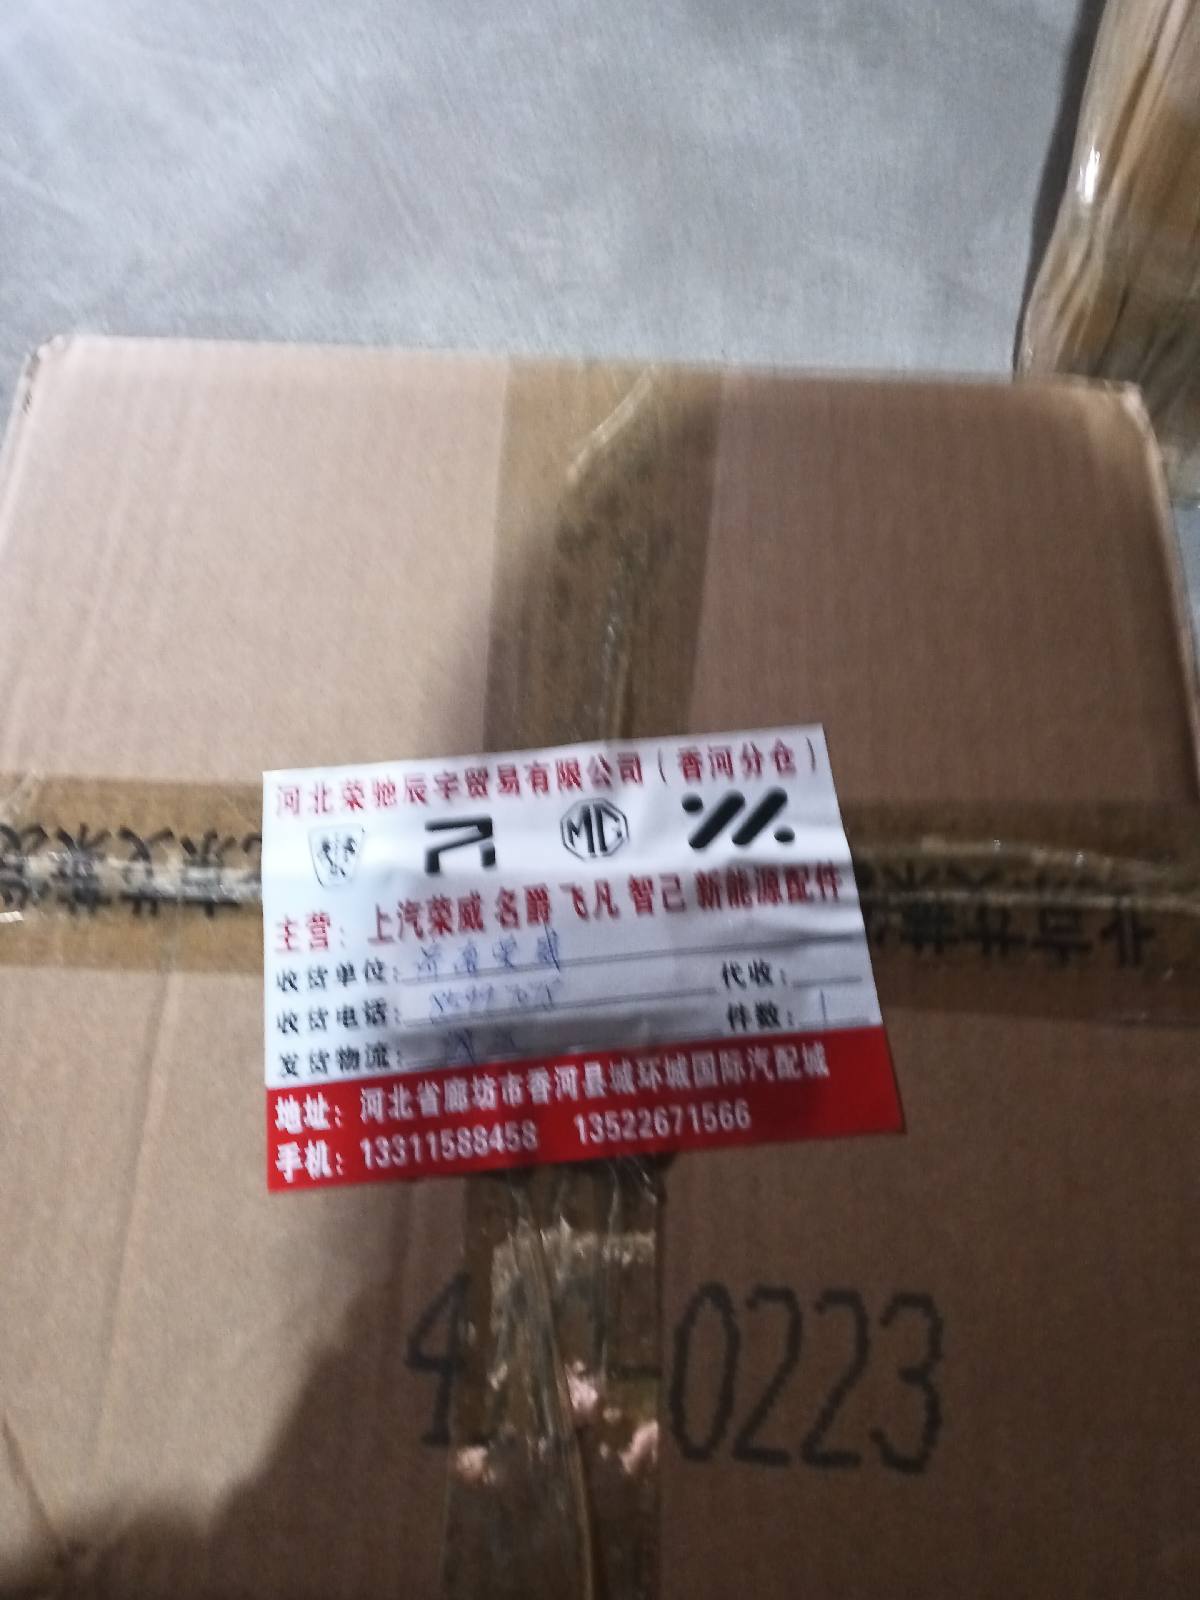 河北荣驰辰宇贸易有限公司（香河分仓）
MG
主营：上汽荣威 名爵 飞凡 智己 新能源配件
收货单位：
代收：
收货电话：
件数：1
发货物流：
地址：河北省廊坊市香河县城环城国际汽配城
手机：13311588458 13522671566
0223